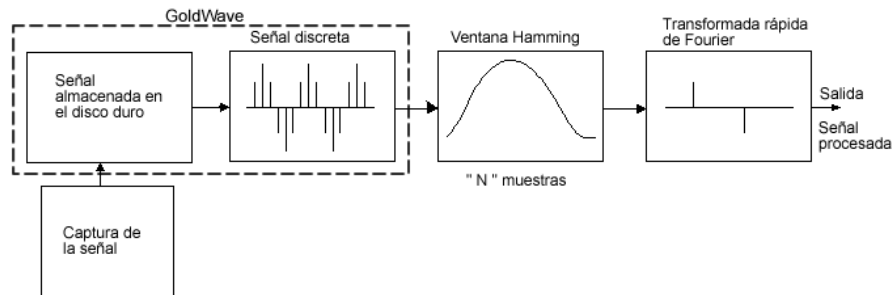 GoldWave
Señal
almacenada en
el disco duro
Señal discreta
Ventana Hamming
" N " muestras
Transformada rápida
de Fourier
Salida
Señal
procesada
Captura de
la señal